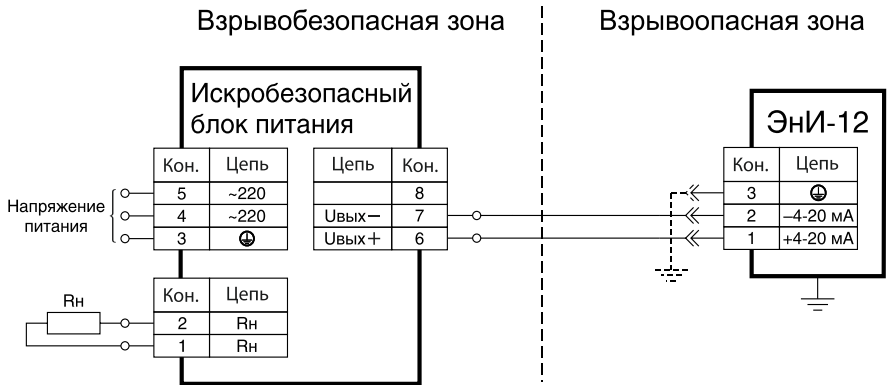 Взрывобезопасная зона
Взрывоопасная зона
Искробезопасный
блок питания
ЭнИ-12
Кон. Цепь
5 ~220
4 ~220
3
Напряжение
питания
Цепь Кон.
8
Uвых− 7
Uвых+ 6
Кон. Цепь
3
2 −4-20 мА
1 +4-20 мА
Кон. Цепь
2 Rн
1 Rн
Rн